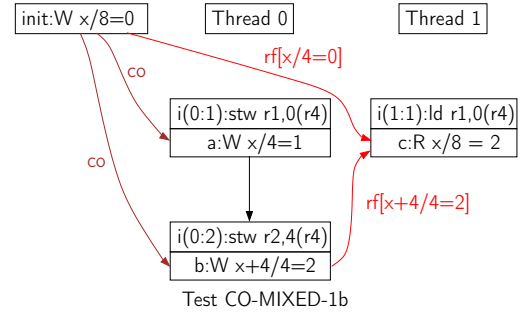 init:W x/8=0
Thread 0
Thread 1
rf[x/4=0]
co
i(0:1):stw r1,0(r4)
a:W x/4=1
i(1:1):ld r1,0(r4)
c:R x/8 = 2
co
rf[x+4/4=2]
i(0:2):stw r2,4(r4)
b:W x+4/4=2
Test CO-MIXED-1b